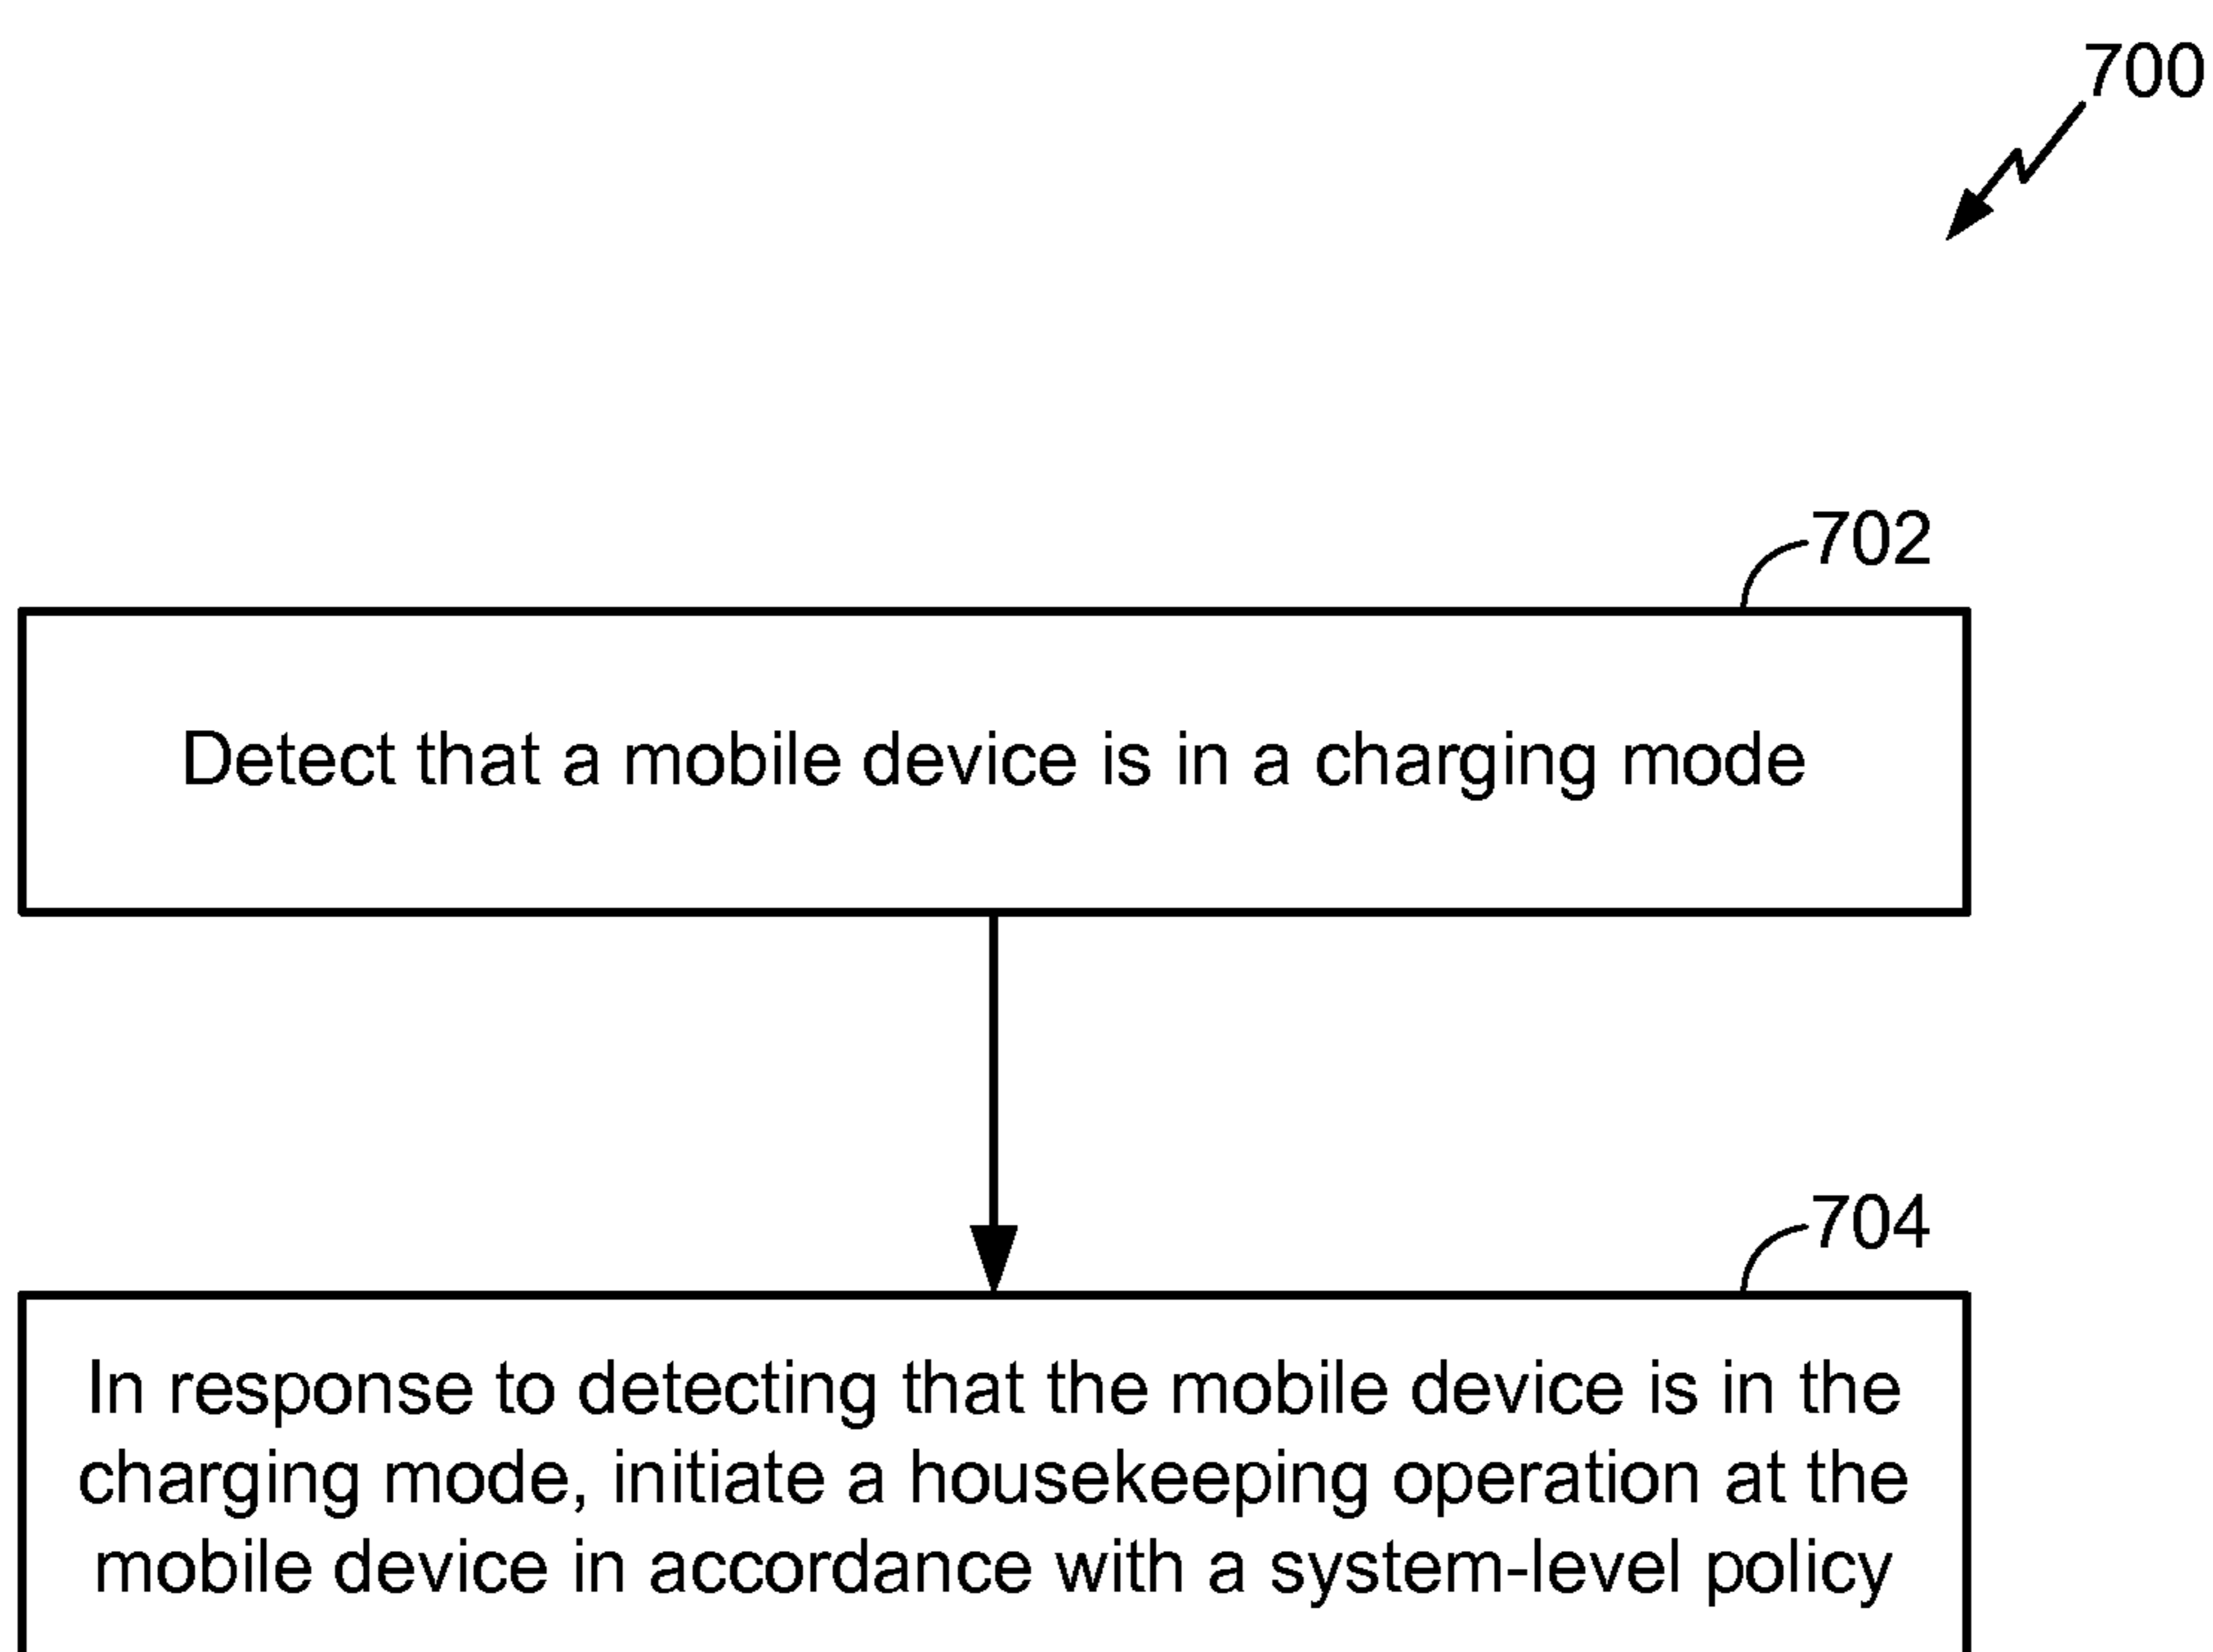 700
702
Detect that a mobile device is in a charging mode
704
In response to detecting that the mobile device is in the
charging mode, initiate a housekeeping operation at the
mobile device in accordance with a system-level policy